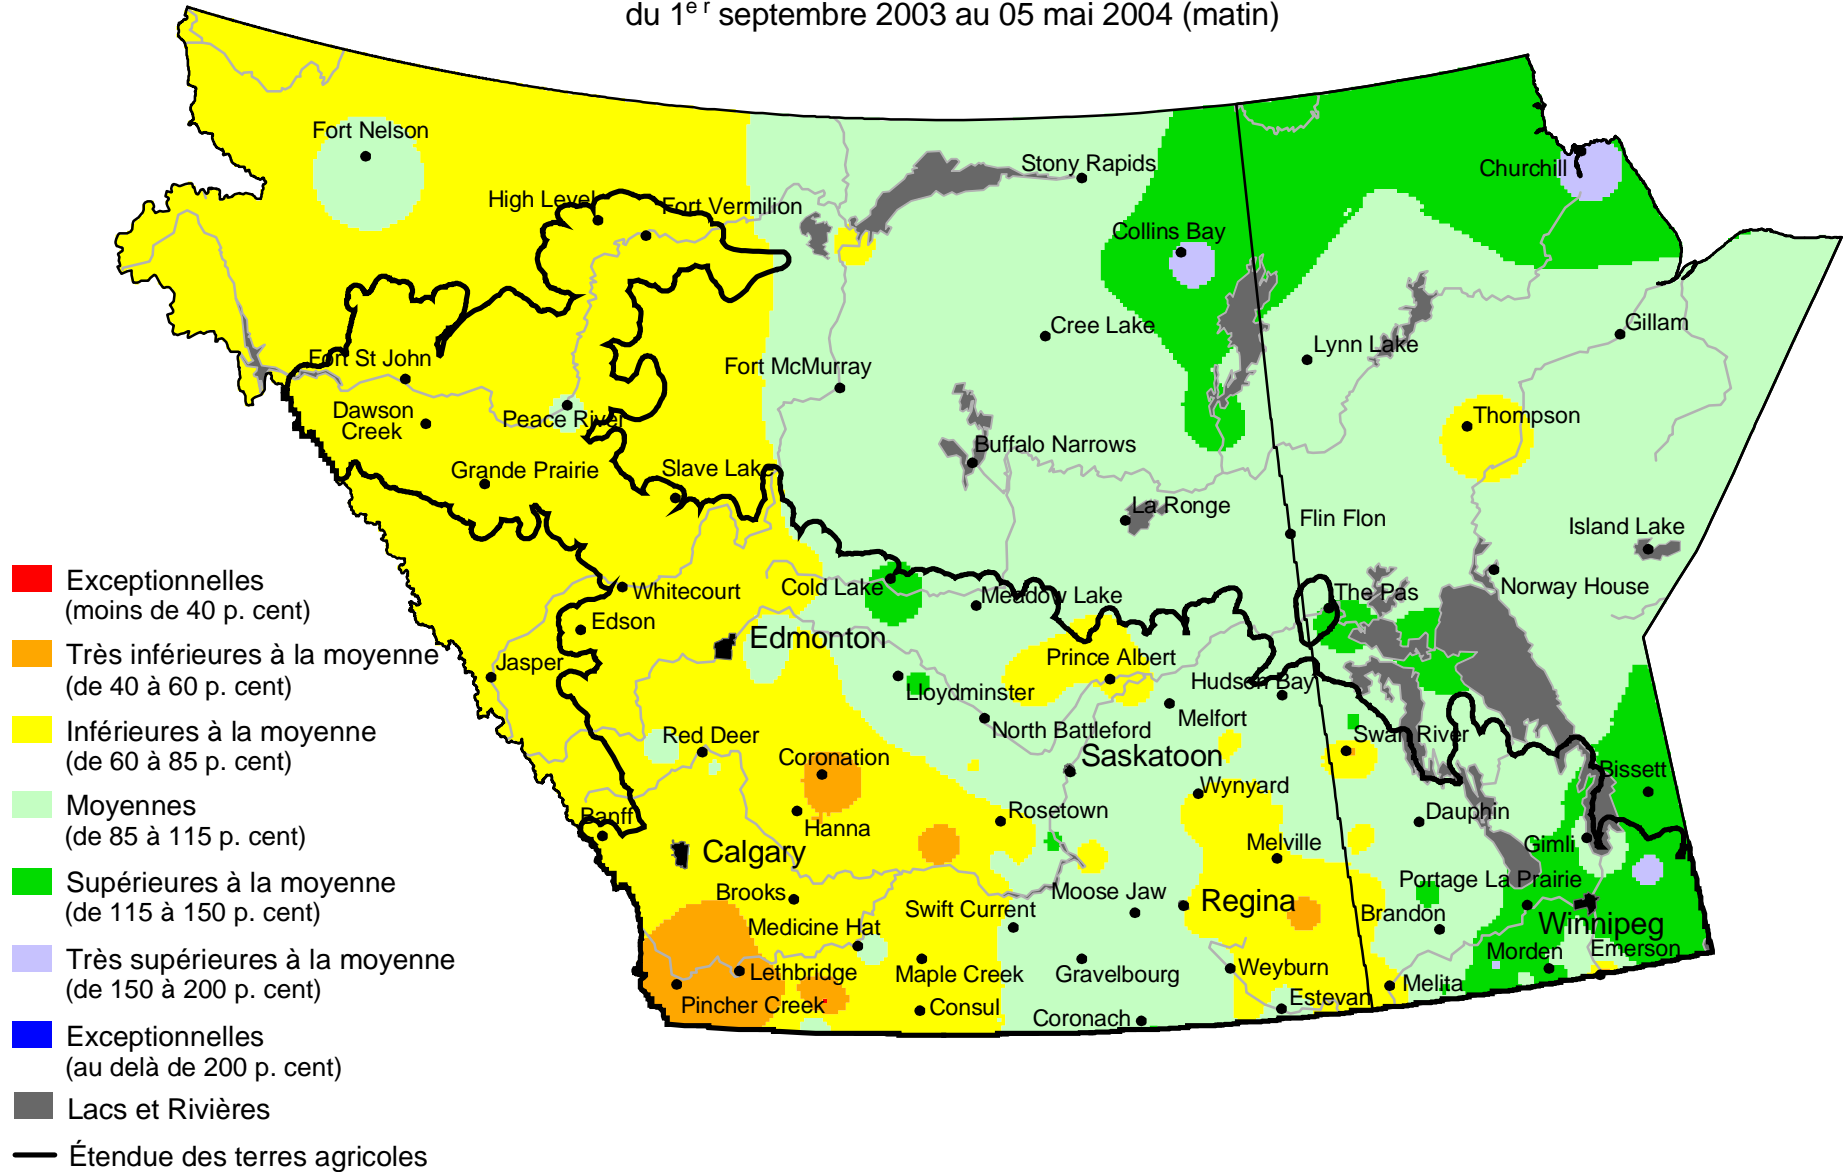 du 1er septembre 2003 au 05 mai 2004 (matin)
Fort Nelson
Stony Rapids
Churchill
High Level
Fort Vermilion
Collins Bay
Cree Lake
Gillam
Lynn Lake
Fort St John
Fort McMurray
Dawson
Creek
Peace River
Thompson
Buffalo Narrows
Grande Prairie
Slave Lake
La Ronge
Flin Flon
Island Lake
Whitecourt
Cold Lake
Meadow Lake
The Pas
Norway House
Edson
Edmonton
Jasper
Prince Albert
Lloydminster
Hudson Bay
North Battleford
Melfort
Red Deer
Coronation
Saskatoon
Swan River
Bissett
Wynyard
Banff
Hanna
Rosetown
Dauphin
Calgary
Melville
Gimli
Brooks
Moose Jaw
Portage La Prairie
Medicine Hat
Swift Current
Regina
Brandon
Winnipeg
Lethbridge
Maple Creek
Gravelbourg
Weyburn
Morden
Emerson
Pincher Creek
Consul
Coronach
Estevan
Melita
Exceptionnelles
(moins de 40 p. cent)
Très inférieures à la moyenne
(de 40 à 60 p. cent)
Inférieures à la moyenne
(de 60 à 85 p. cent)
Moyennes
(de 85 à 115 p. cent)
Supérieures à la moyenne
(de 115 à 150 p. cent)
Très supérieures à la moyenne
(de 150 à 200 p. cent)
Exceptionnelles
(au delà de 200 p. cent)
Lacs et Rivières
Étendue des terres agricoles